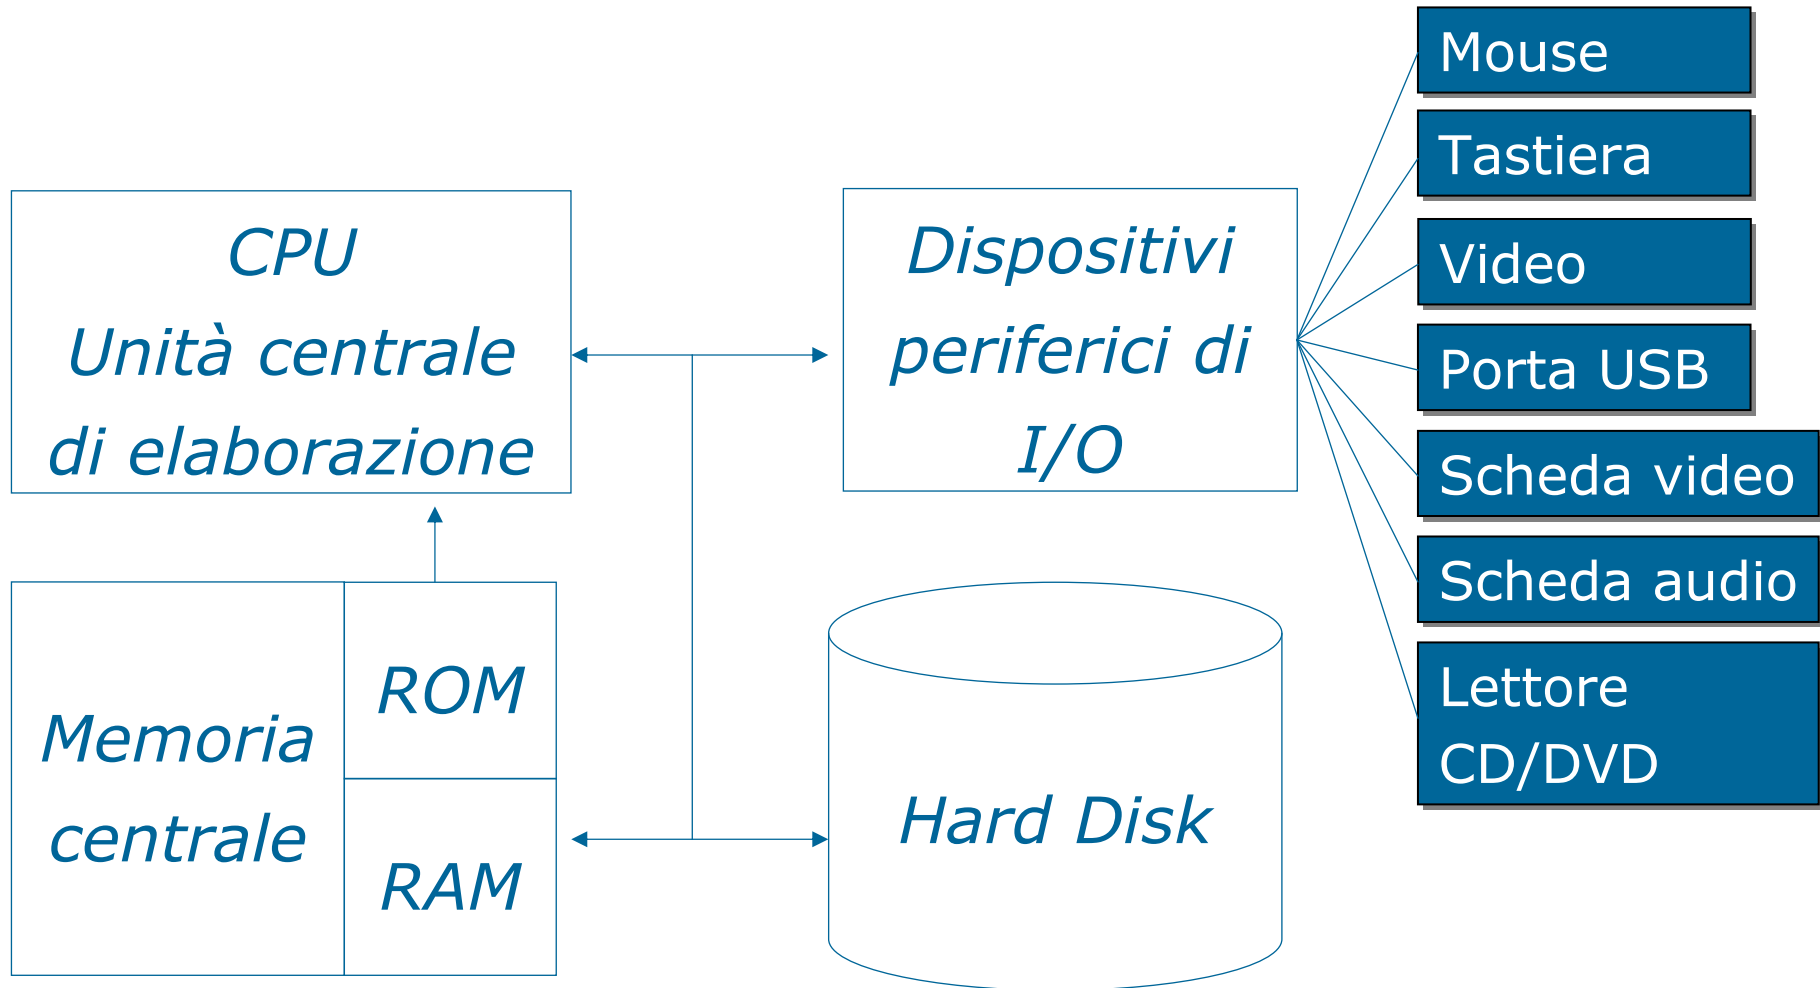 CPU
Unità centrale
di elaborazione
Dispositivi
periferici di
I/O
Mouse
Tastiera
Video
Porta USB
Scheda video
Scheda audio
Lettore
CD/DVD
Memoria
centrale
ROM
RAM
Hard Disk